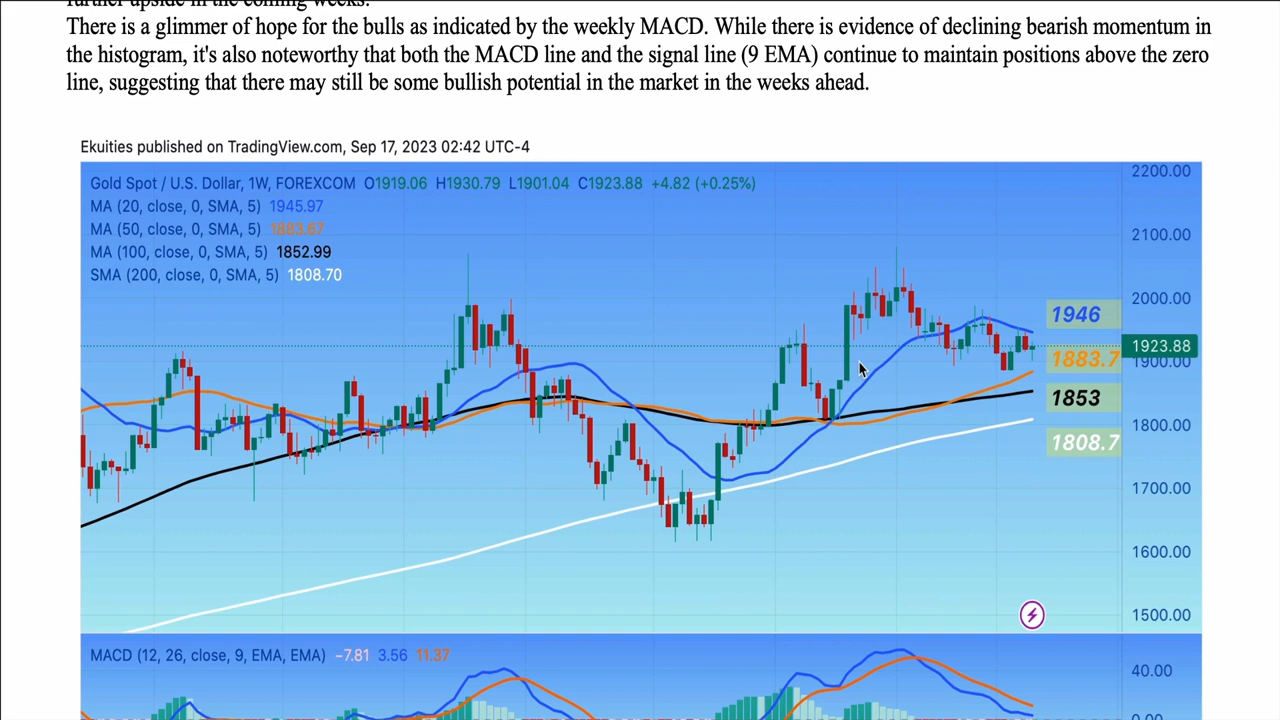 further upside in the coming weeks.
There is a glimmer of hope for the bulls as indicated by the weekly MACD. While there is evidence of declining bearish momentum in
the histogram, it's also noteworthy that both the MACD line and the signal line (9 EMA) continue to maintain positions above the zero
line, suggesting that there may still be some bullish potential in the market in the weeks ahead.
Ekuities published on TradingView.com, Sep 17, 2023 02:42 UTC-4
Gold Spot / U.S. Dollar, 1W, FOREXCOM O1919.06 H1930.79 L1901.04 C1923.88 +4.82 (+0.25%)
MA (20, close, 0, SMA, 5) 1945.97
MA (50, close, 0, SMA, 5) 1883.67
MA (100, close, 0, SMA, 5) 1852.99
SMA (200, close, 0, SMA, 5) 1808.70
2200.00
2100.00
2000.00
1946
1923.88
1883.7
1900.00
1853
1800.00
1808.7
1700.00
1600.00
1500.00
MACD (12, 26, close, 9, EMA, EMA) −7.81 3.56 11.37
40.00
0.00